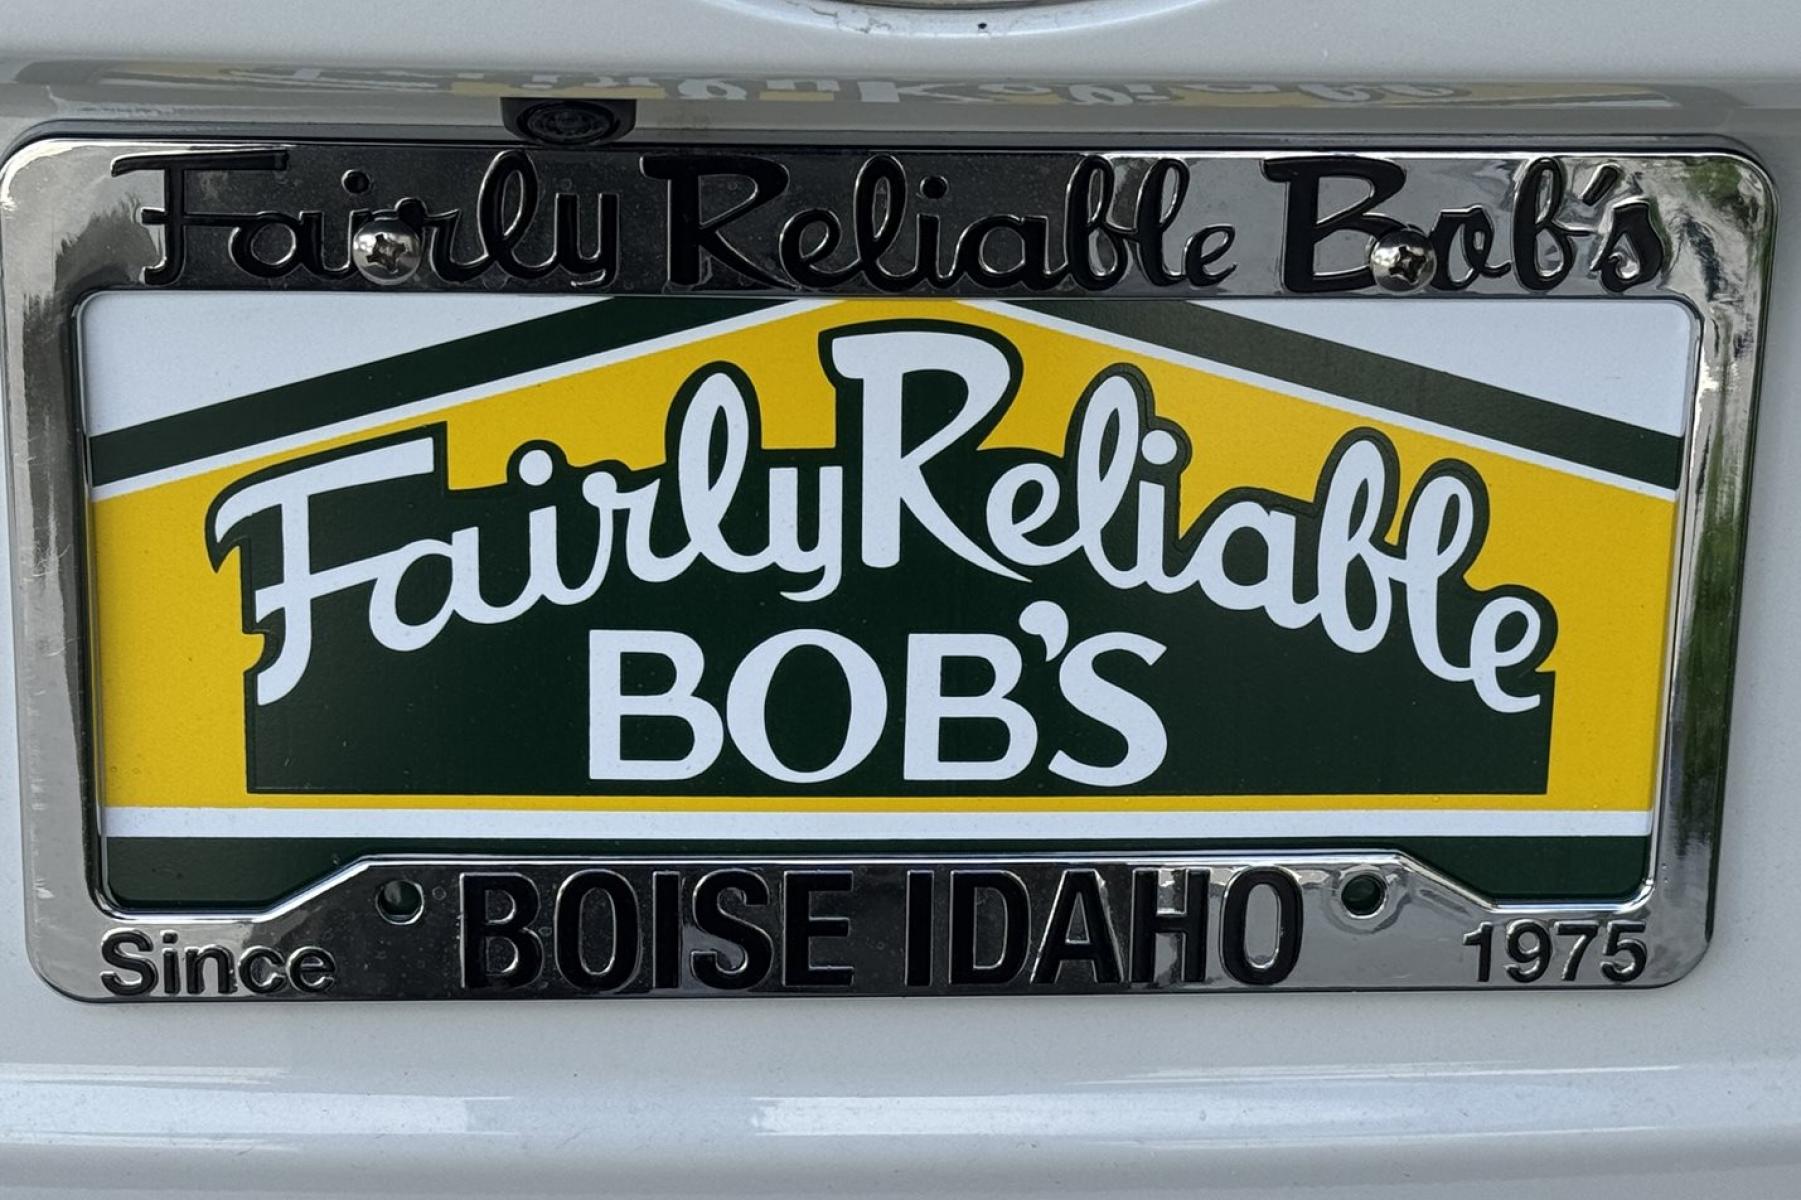 Fairly Reliable Bob's
Fairly Reliable
BOB'S
Since BOISE IDAHO 1975